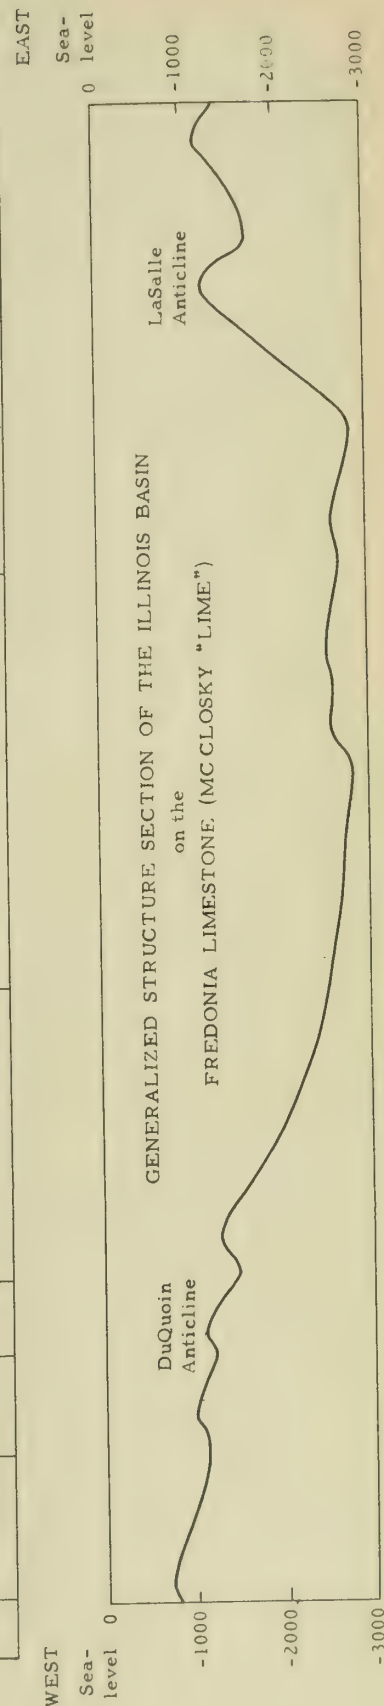 WEST
Sea-
level
0
-1000
-2000
-3000
DuQuoin
Anticline
GENERALIZED STRUCTURE SECTION OF THE ILLINOIS BASIN
on the
FREDONIA LIMESTONE (MC CLOSKY "LIME")
LaSalle
Anticline
EAST
Sea-
level
0
-1000
-2000
-3000